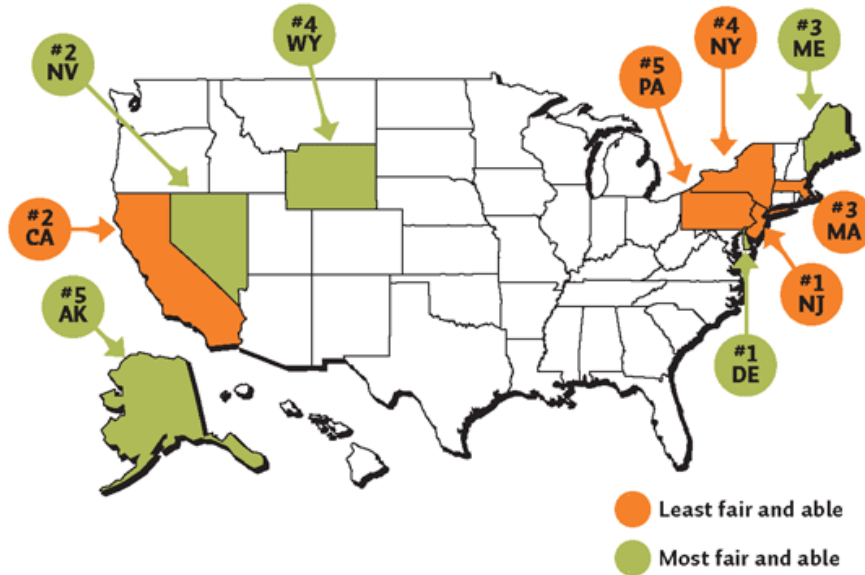 #4
WY
#4
NY
#3
ME
#2
NV
#5
PA
#2
CA
#3
MA
#5
AK
#1
NJ
#1
DE
Least fair and able
Most fair and able